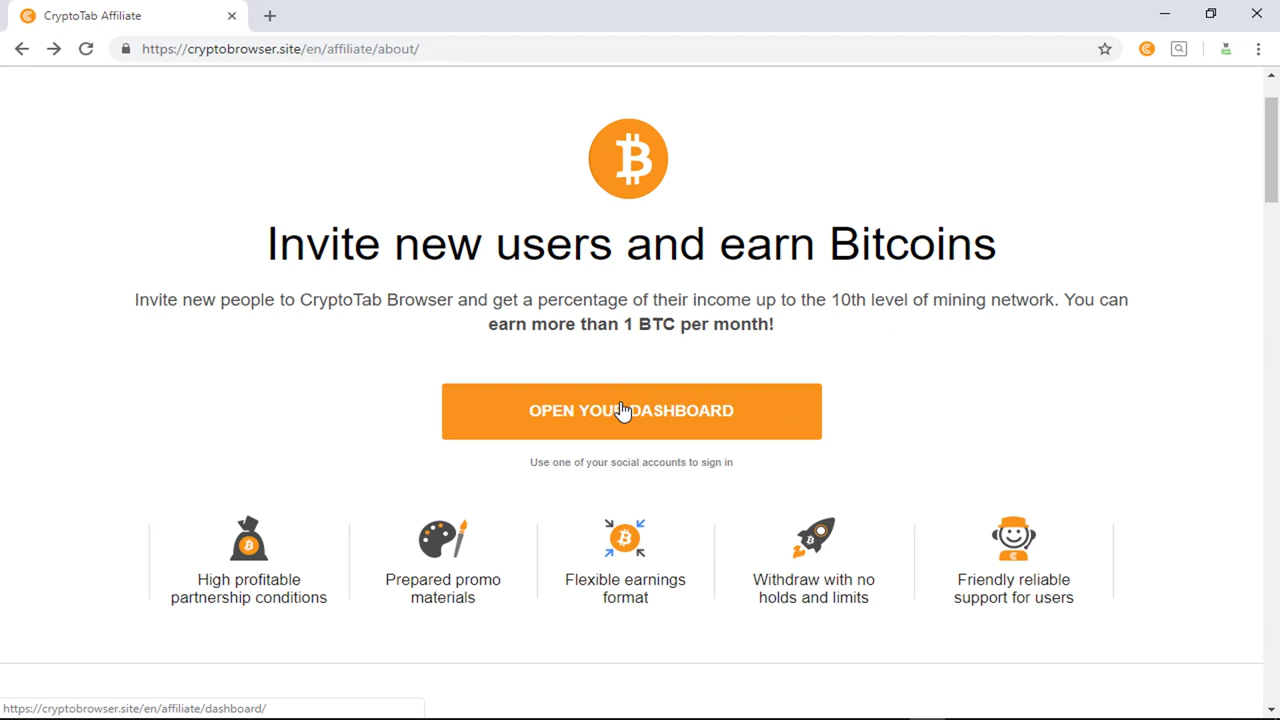 CryptoTab Affiliate
https://cryptobrowser.site/en/affiliate/about/
Invite new users and earn Bitcoins
Invite new people to CryptoTab Browser and get a percentage of their income up to the 10th level of mining network. You can
earn more than 1 BTC per month!
OPEN YOUR DASHBOARD
Use one of your social accounts to sign in
High profitable
partnership conditions
Prepared promo
materials
Flexible earnings
format
Withdraw with no
holds and limits
Friendly reliable
support for users
https://cryptobrowser.site/en/affiliate/dashboard/